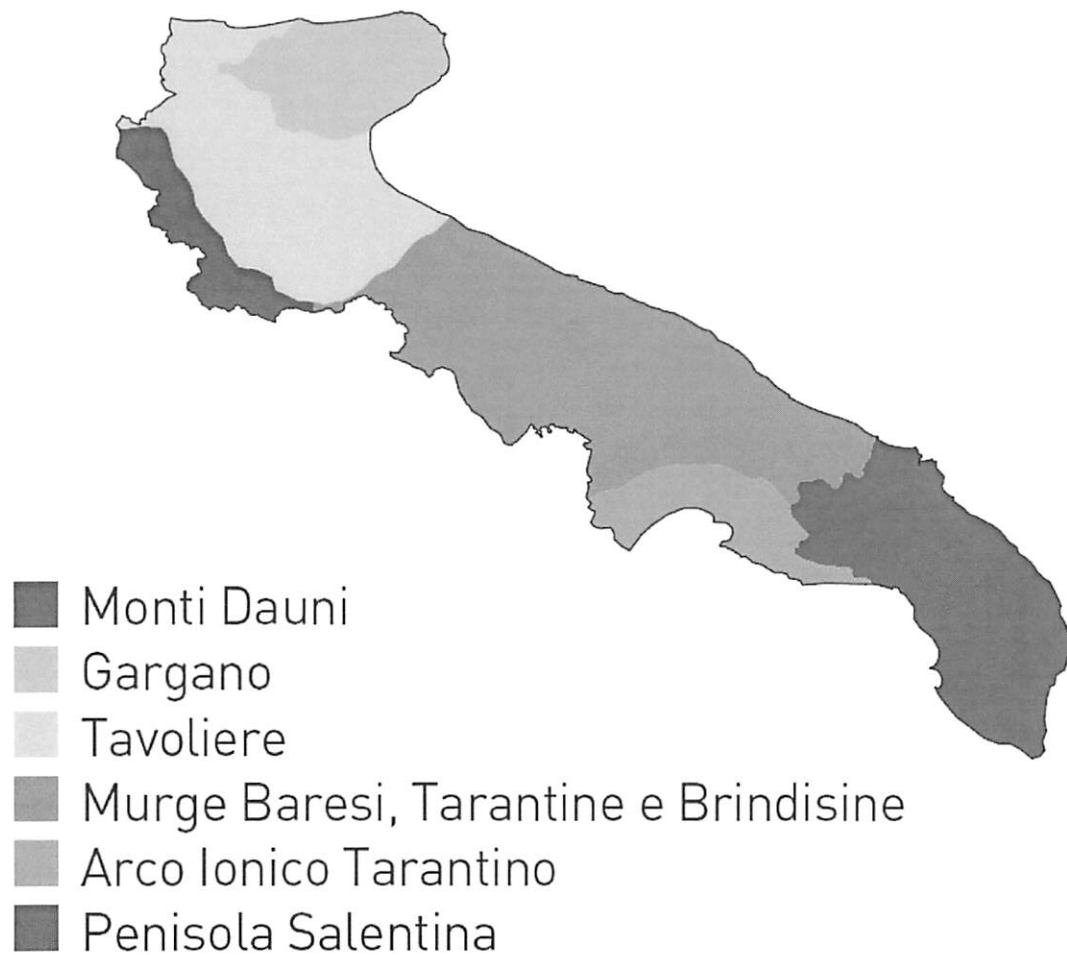 Monti Dauni
Gargano
Tavoliere
Murge Baresi, Tarantine e Brindisine
Arco Ionico Tarantino
Penisola Salentina